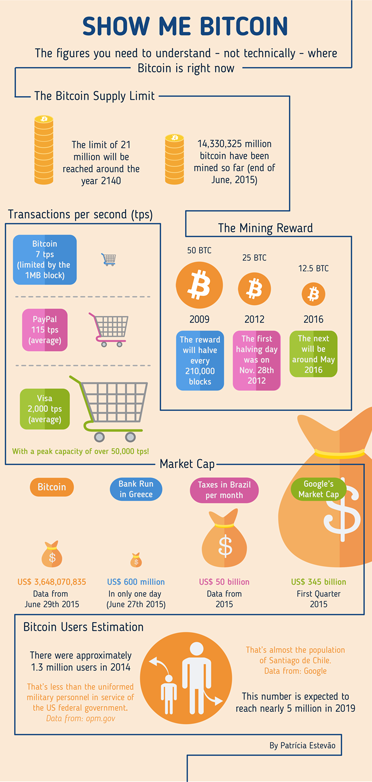 SHOW ME BITCOIN
The figures you need to understand - not technically - where
Bitcoin is right now
The Bitcoin Supply Limit
The limit of 21
million will be
reached around the
year 2140
14,330,325 million
bitcoin have been
mined so far (end of
June, 2015)
Transactions per second (tps)
Bitcoin
7 tps
(limited by the
1MB block)
PayPal
115 tps
(average)
Visa
2,000 tps
(average)
With a peak capacity of over 50,000 tps!
The Mining Reward
50 BTC
25 BTC
12.5 BTC
2009
2012
2016
The reward
will halve
every
210,000
blocks
The first
halving day
was on
Nov. 28th
2012
The next
will be
around May
2016
Market Cap
Bitcoin
US$ 3,648,070,835
Data from
June 29th 2015
Bank Run
in Greece
US$ 600 million
In only one day
(June 27th 2015)
Taxes in Brazil
per month
$
US$ 50 billion
Data from
2015
Google's
Market Cap
$
US$ 345 billion
First Quarter
2015
Bitcoin Users Estimation
There were approximately
1.3 million users in 2014
That's less than the uniformed
military personnel in service of
the US federal government.
Data from: opm.gov
That's almost the population
of Santiago de Chile.
Data from: Google
This number is expected to
reach nearly 5 million in 2019
By Patrícia Estevão